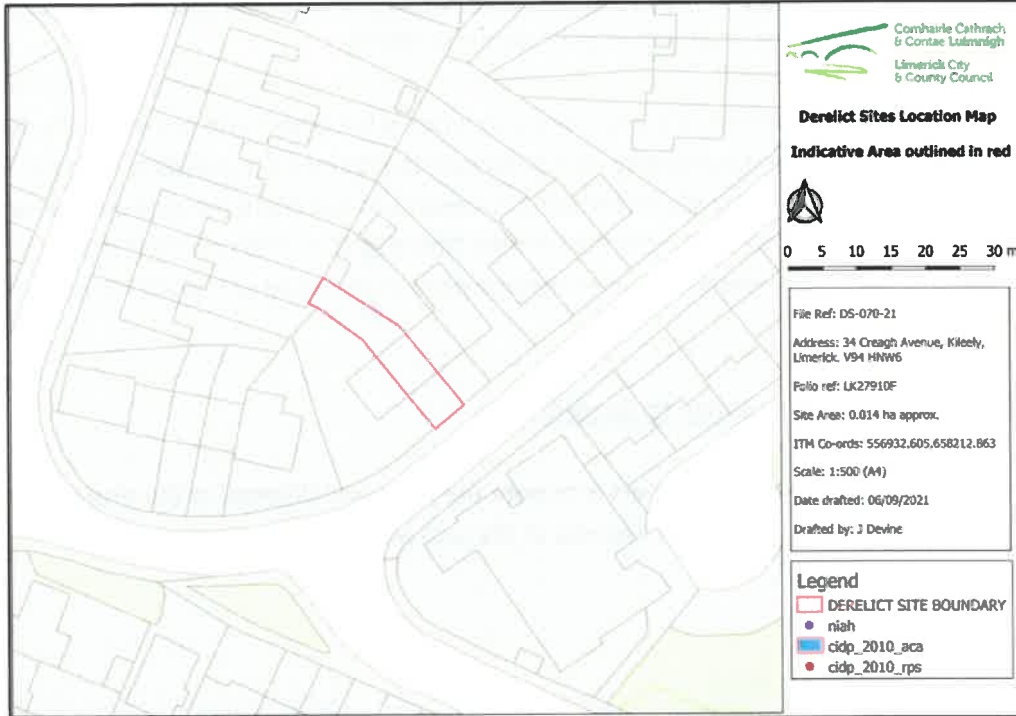 Comhairle Cathrach
& Contae Luimnigh
Limerick City
& County Council
Derelict Sites Location Map
Indicative Area outlined in red
0 5 10 15 20 25 30 m
File Ref: DS-070-21
Address: 34 Creagh Avenue, Kileely,
Limerick. V94 HNW6
Folio ref: LK27910F
Site Area: 0.014 ha approx.
ITM Co-ords: 556932.605,658212.863
Scale: 1:500 (A4)
Date drafted: 06/09/2021
Drafted by: J Devine
Legend
DERELICT SITE BOUNDARY
niah
cidp_2010_aca
cidp_2010_rps